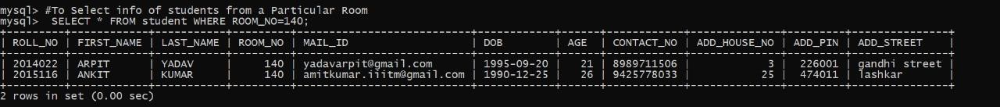 mysql> #To Select info of students from a Particular Room
mysql>  SELECT * FROM student WHERE ROOM_NO=140;
+---------+------------+-----------+---------+--------------------------+------------+------+------------+--------------+---------+---------------+
| ROLL_NO | FIRST_NAME | LAST_NAME | ROOM_NO | MAIL_ID                  | DOB        | AGE  | CONTACT_NO | ADD_HOUSE_NO | ADD_PIN | ADD_STREET    |
+---------+------------+-----------+---------+--------------------------+------------+------+------------+--------------+---------+---------------+
| 2014022 | ARPIT      | YADAV     |     140 | yadavarpit@gmail.com     | 1995-09-20 |   21 | 8989711506 |            3 |  226001 | gandhi street |
| 2015116 | ANKIT      | KUMAR     |     140 | amitkumar.iiitm@gmail.com | 1990-12-25 |   26 | 9425778033 |           25 |  474011 | lashkar       |
+---------+------------+-----------+---------+--------------------------+------------+------+------------+--------------+---------+---------------+
2 rows in set (0.00 sec)